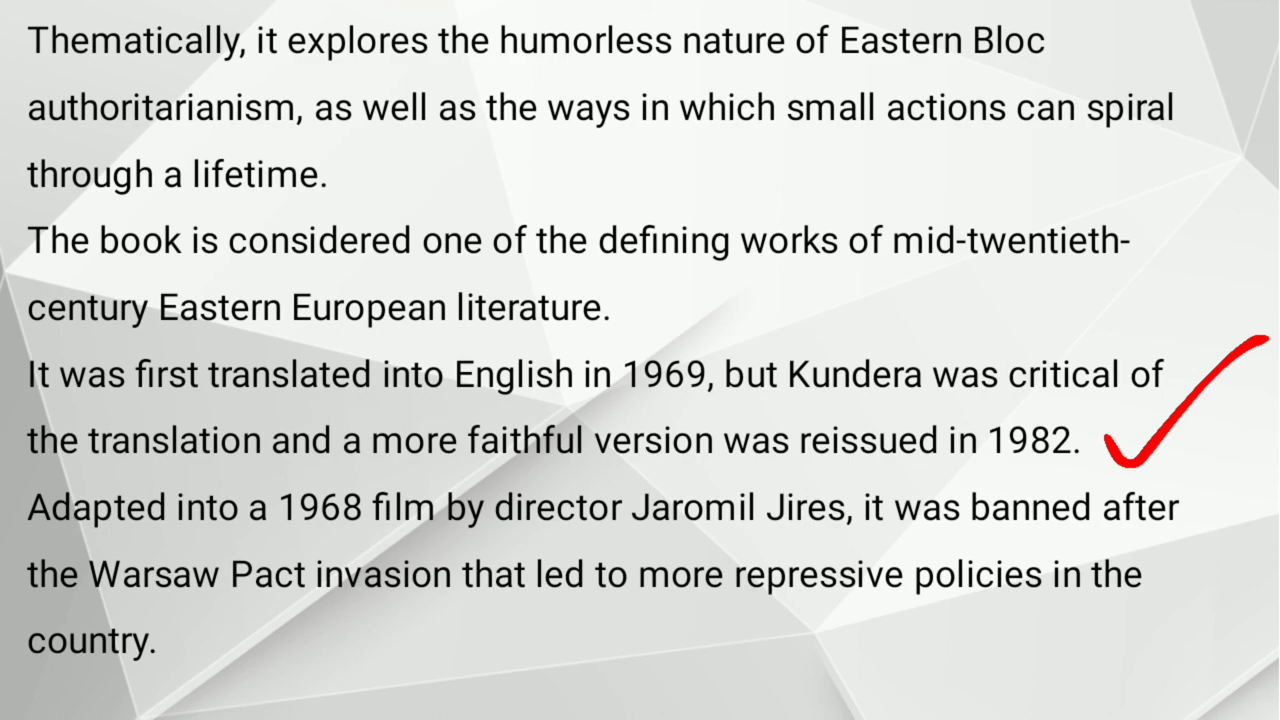 Thematically, it explores the humorless nature of Eastern Bloc
authoritarianism, as well as the ways in which small actions can spiral
through a lifetime.
The book is considered one of the defining works of mid-twentieth-
century Eastern European literature.
It was first translated into English in 1969, but Kundera was critical of
the translation and a more faithful version was reissued in 1982.
Adapted into a 1968 film by director Jaromil Jires, it was banned after
the Warsaw Pact invasion that led to more repressive policies in the
country.